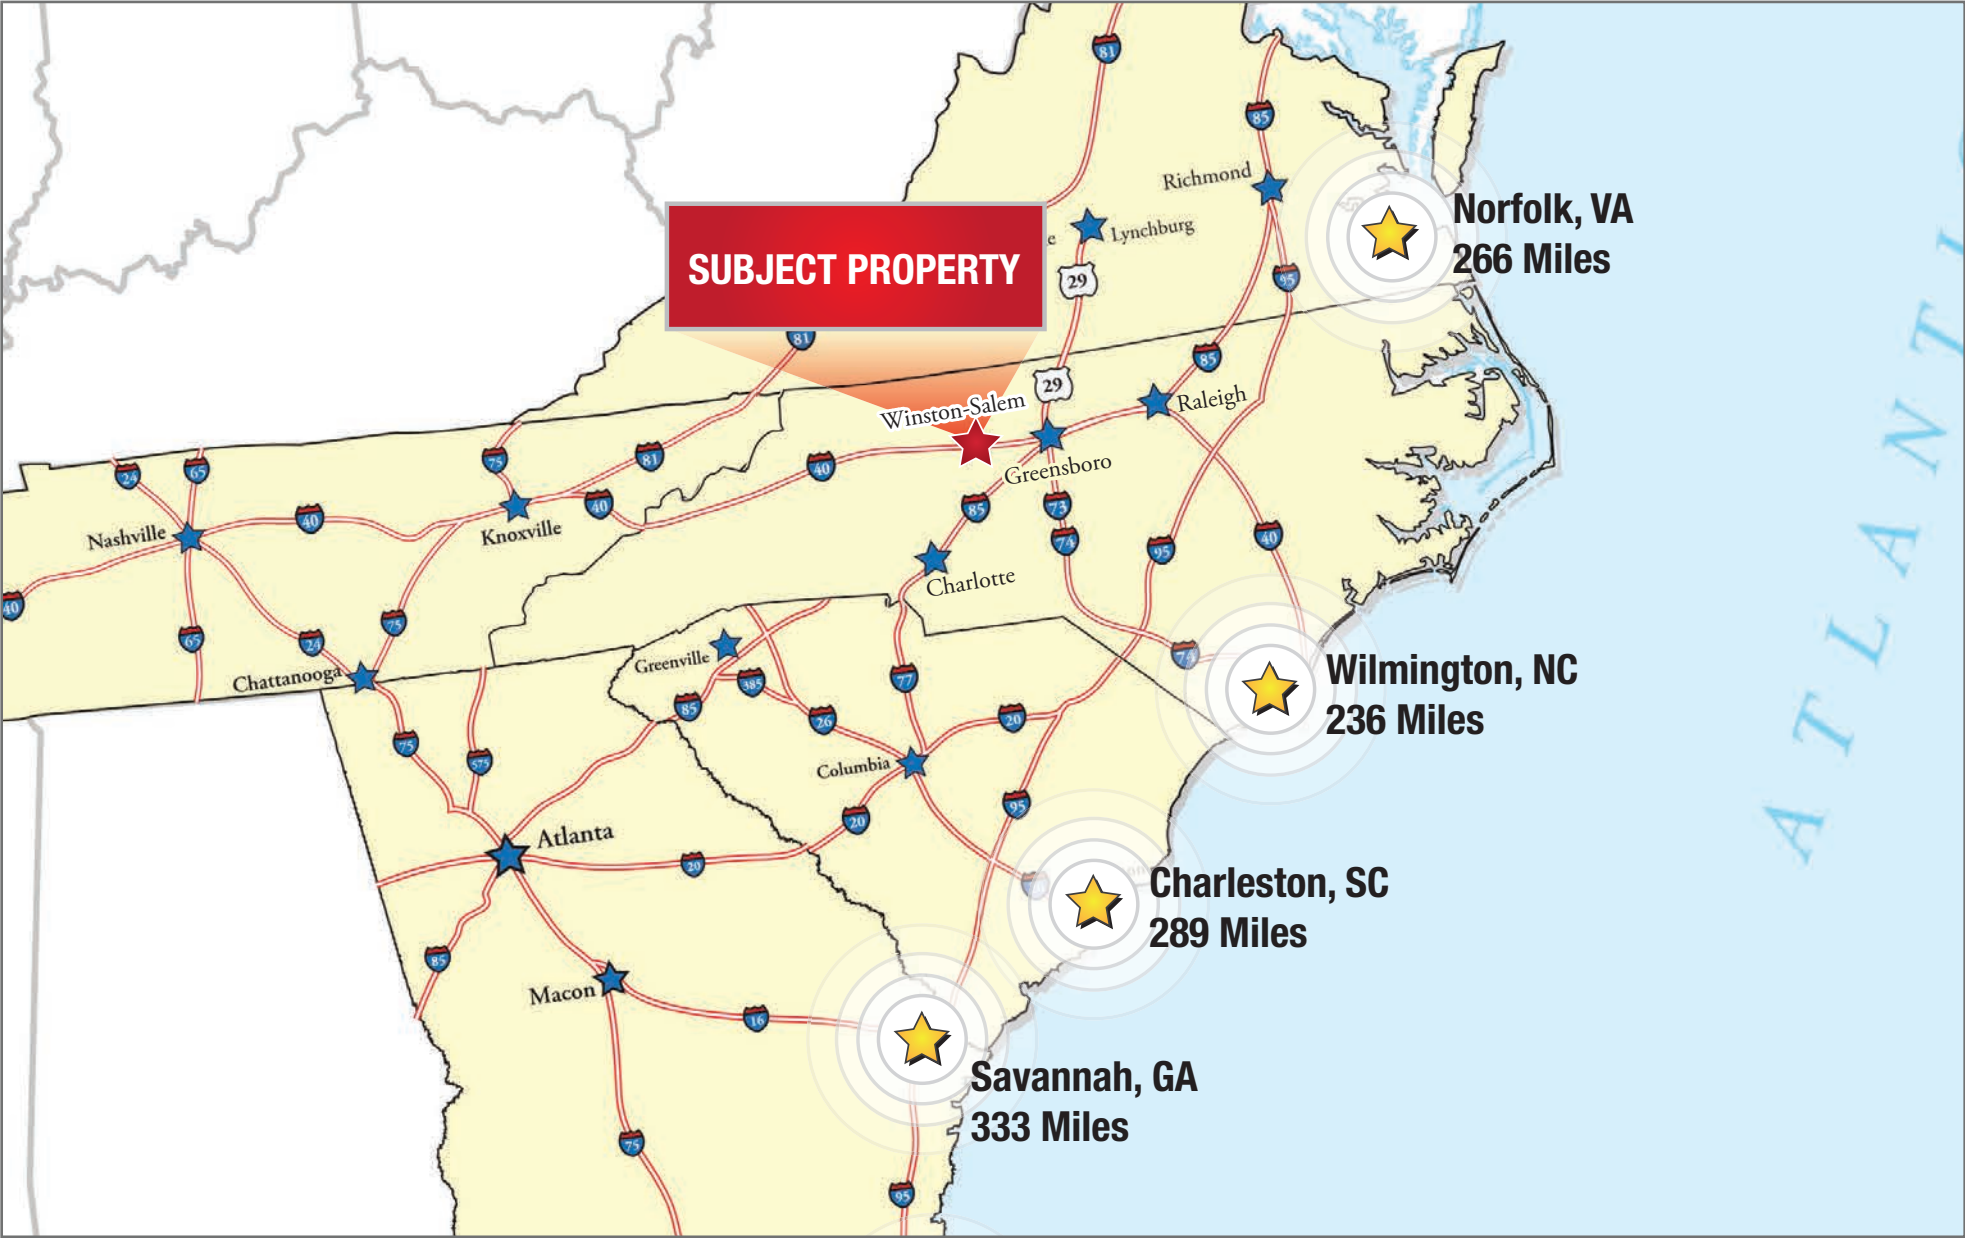 81
85
Richmond
Norfolk, VA
266 Miles
e
Lynchburg
SUBJECT PROPERTY
29
95
81
85
29
Winston-Salem
Raleigh
Greensboro
24
65
75
81
40
40
Nashville
40
Knoxville
85
73
74
95
40
Charlotte
40
65
24
75
Chattanooga
Greenville
385
85
77
26
20
74
Wilmington, NC
236 Miles
75
575
Columbia
20
95
Atlanta
20
Charleston, SC
289 Miles
85
Macon
16
Savannah, GA
333 Miles
75
95
ATLANTI